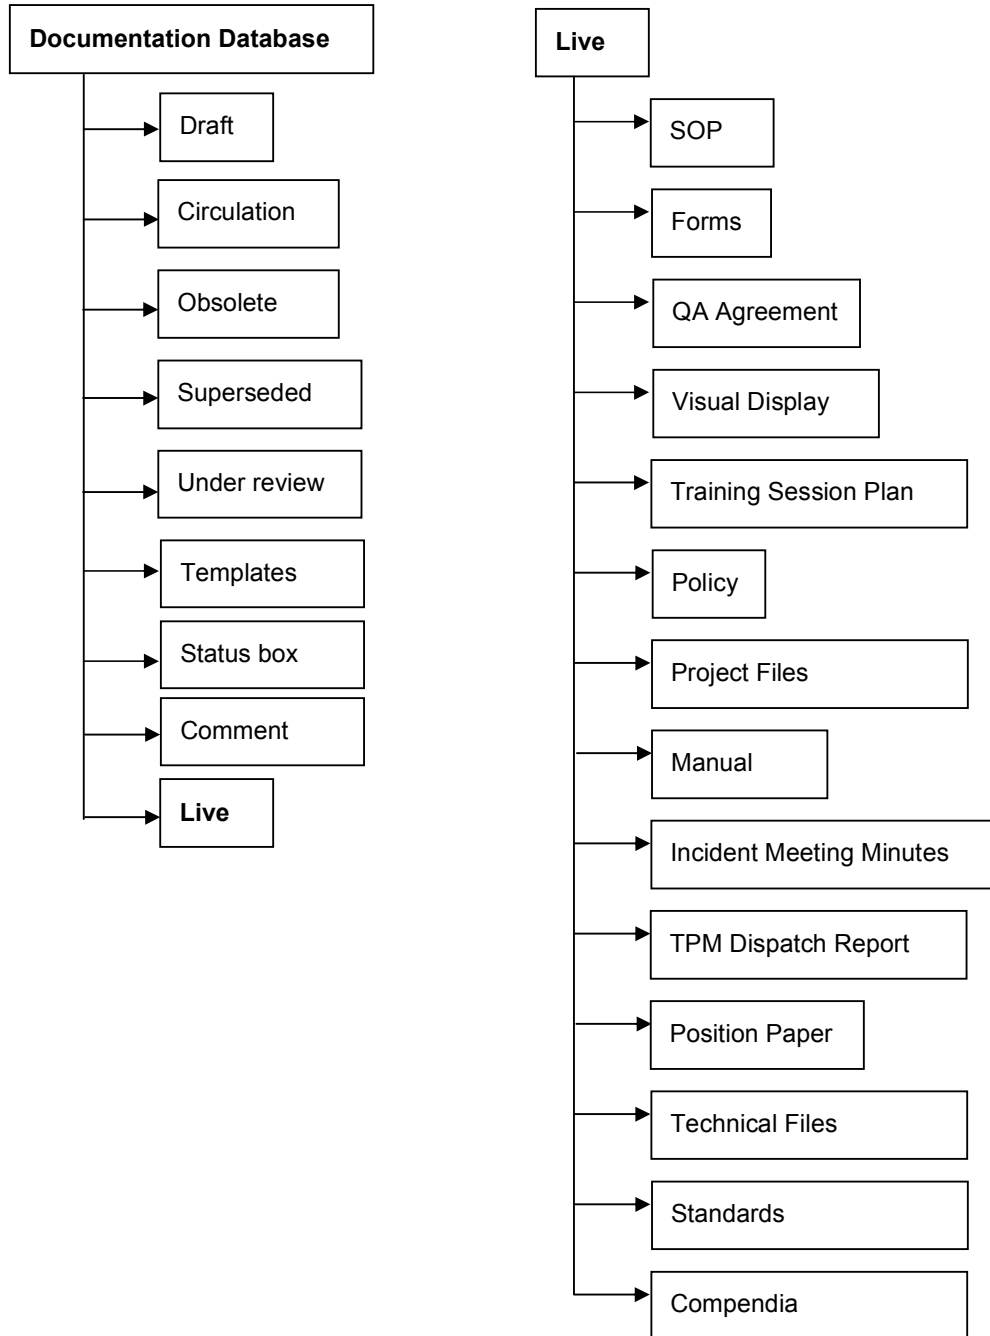 Documentation Database
Draft
Circulation
Obsolete
Superseded
Under review
Templates
Status box
Comment
Live
Live
SOP
Forms
QA Agreement
Visual Display
Training Session Plan
Policy
Project Files
Manual
Incident Meeting Minutes
TPM Dispatch Report
Position Paper
Technical Files
Standards
Compendia